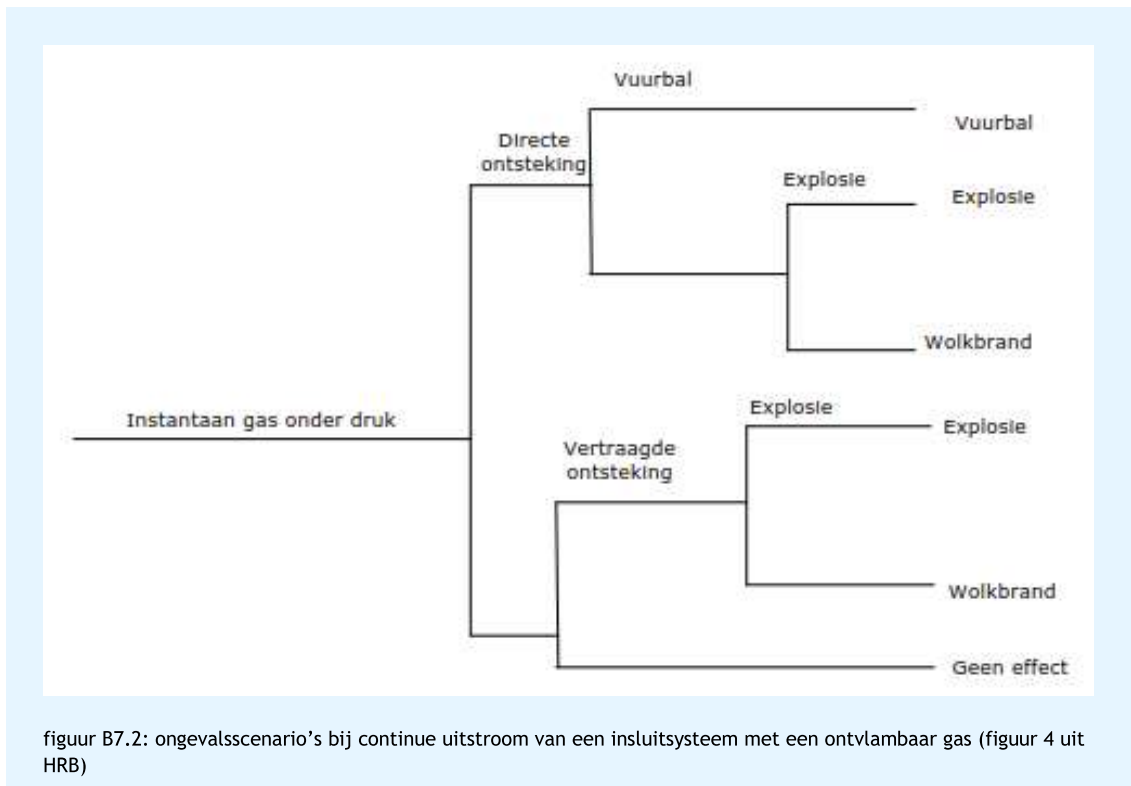 Vuurbal
Vuurbal
Directe
ontsteking
Explosie
Explosie
Wolkbrand
Instantaan gas onder druk
Explosie
Explosie
Vertraagde
ontsteking
Wolkbrand
Geen effect
figuur B7.2: ongevalsscenario’s bij continue uitstroom van een insluitsysteem met een ontvlambaar gas (figuur 4 uit
HRB)